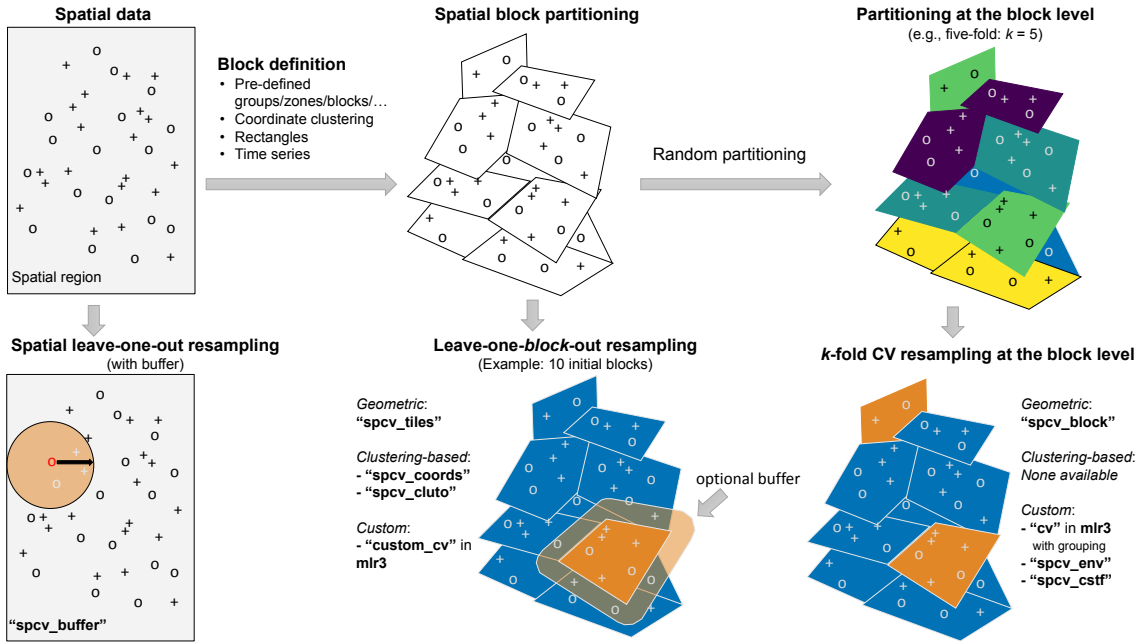 Spatial data
Spatial block partitioning
Partitioning at the block level
(e.g., five-fold: k = 5)
Block definition
• Pre-defined
groups/zones/blocks/…
• Coordinate clustering
• Rectangles
• Time series
Random partitioning
Spatial region
Spatial leave-one-out resampling
(with buffer)
Leave-one-block-out resampling
(Example: 10 initial blocks)
k-fold CV resampling at the block level
Geometric:
“spcv_tiles”
Clustering-based:
- “spcv_coords”
- “spcv_cluto”
Custom:
- “custom_cv” in
mlr3
optional buffer
Geometric:
“spcv_block”
Clustering-based:
None available
Custom:
- “cv” in mlr3
with grouping
- “spcv_env”
- “spcv_cstf”
“spcv_buffer”